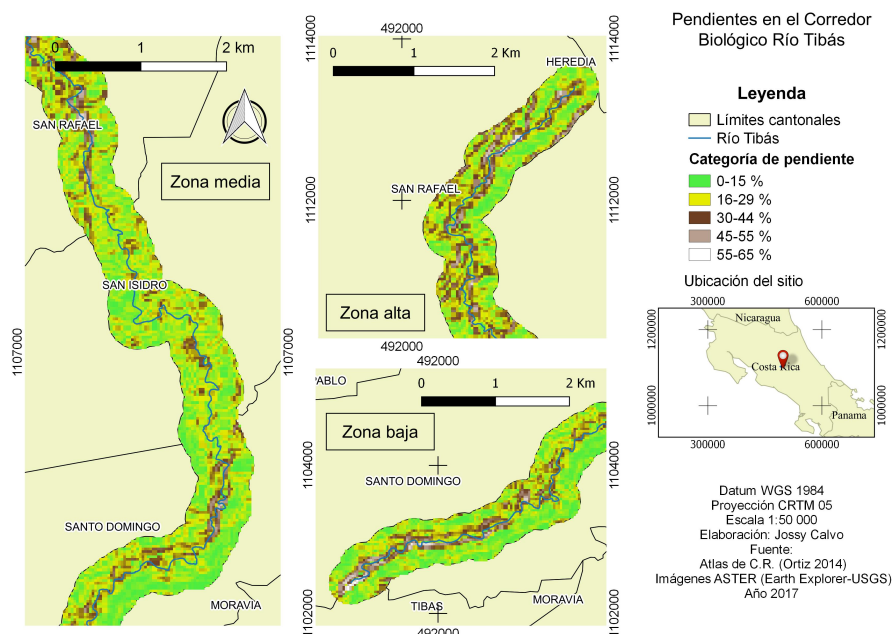 Pendientes en el Corredor
Biológico Río Tibás
Leyenda
Límites cantonales
Río Tibás
Categoría de pendiente
0-15 %
16-29 %
30-44 %
45-55 %
55-65 %
Ubicación del sitio
300000
600000
Nicaragua
Costa Rica
Panama
1200000
1000000
1200000
1000000
300000
600000
Datum WGS 1984
Proyección CRTM 05
Escala 1:50 000
Elaboración: Jossy Calvo
Fuente:
Atlas de C.R. (Ortiz 2014)
Imágenes ASTER (Earth Explorer-USGS)
Año 2017
0 1 2 km
SAN RAFAEL
Zona media
SAN ISIDRO
SANTO DOMINGO
MORAVIA
1107000
1107000
492000
0 1 2 Km
HEREDIA
SAN RAFAEL
Zona alta
1114000
1112000
1114000
1112000
492000
492000
PABLO
0 1 2 Km
Zona baja
SANTO DOMINGO
TIBAS
MORAVIA
1104000
1102000
1104000
1102000
492000